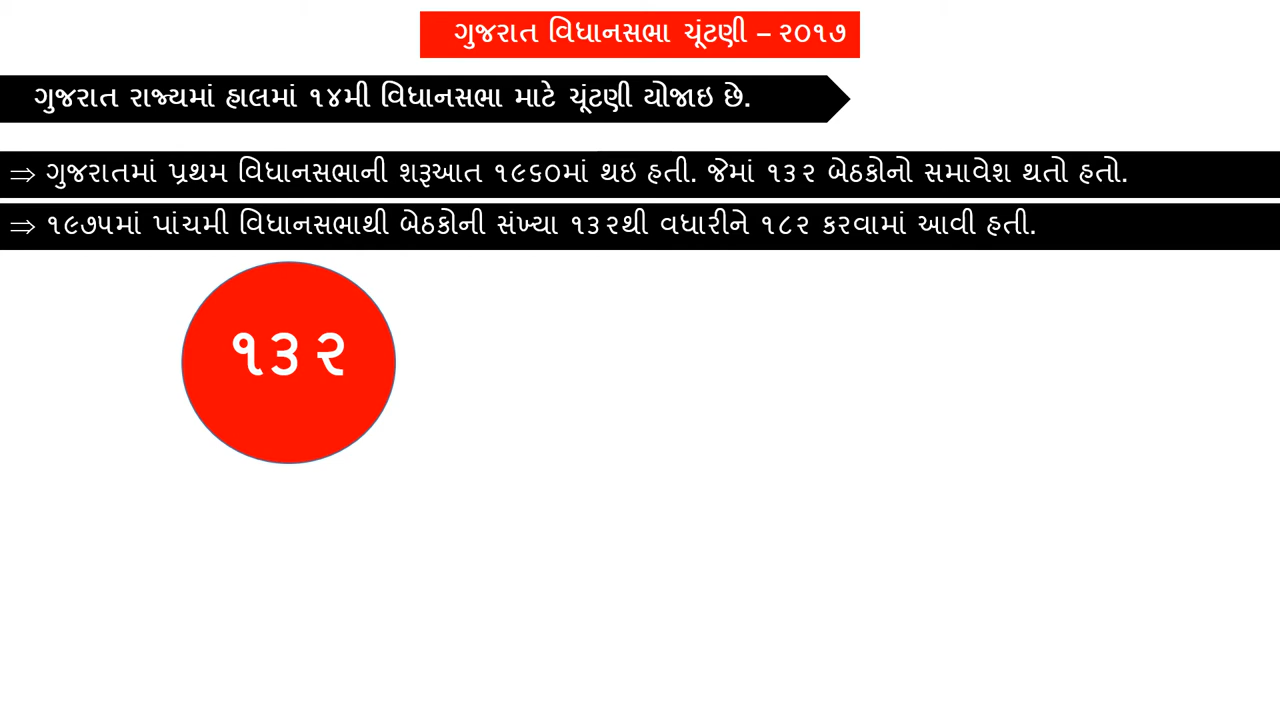 ગુજરાત વિધાનસભા ચૂંટણી – ૨૦૧૭
ગુજરાત રાજ્યમાં હાલમાં ૧૪મી વિધાનસભા માટે ચૂંટણી યોજાઇ છે.
⇒ ગુજરાતમાં પ્રથમ વિધાનસભાની શરૂઆત ૧૯૬૦માં થઇ હતી. જેમાં ૧૩૨ બેઠકોનો સમાવેશ થતો હતો.
⇒ ૧૯૭૫માં પાંચમી વિધાનસભાથી બેઠકોની સંખ્યા ૧૩૨થી વધારીને ૧૮૨ કરવામાં આવી હતી.
૧૩૨